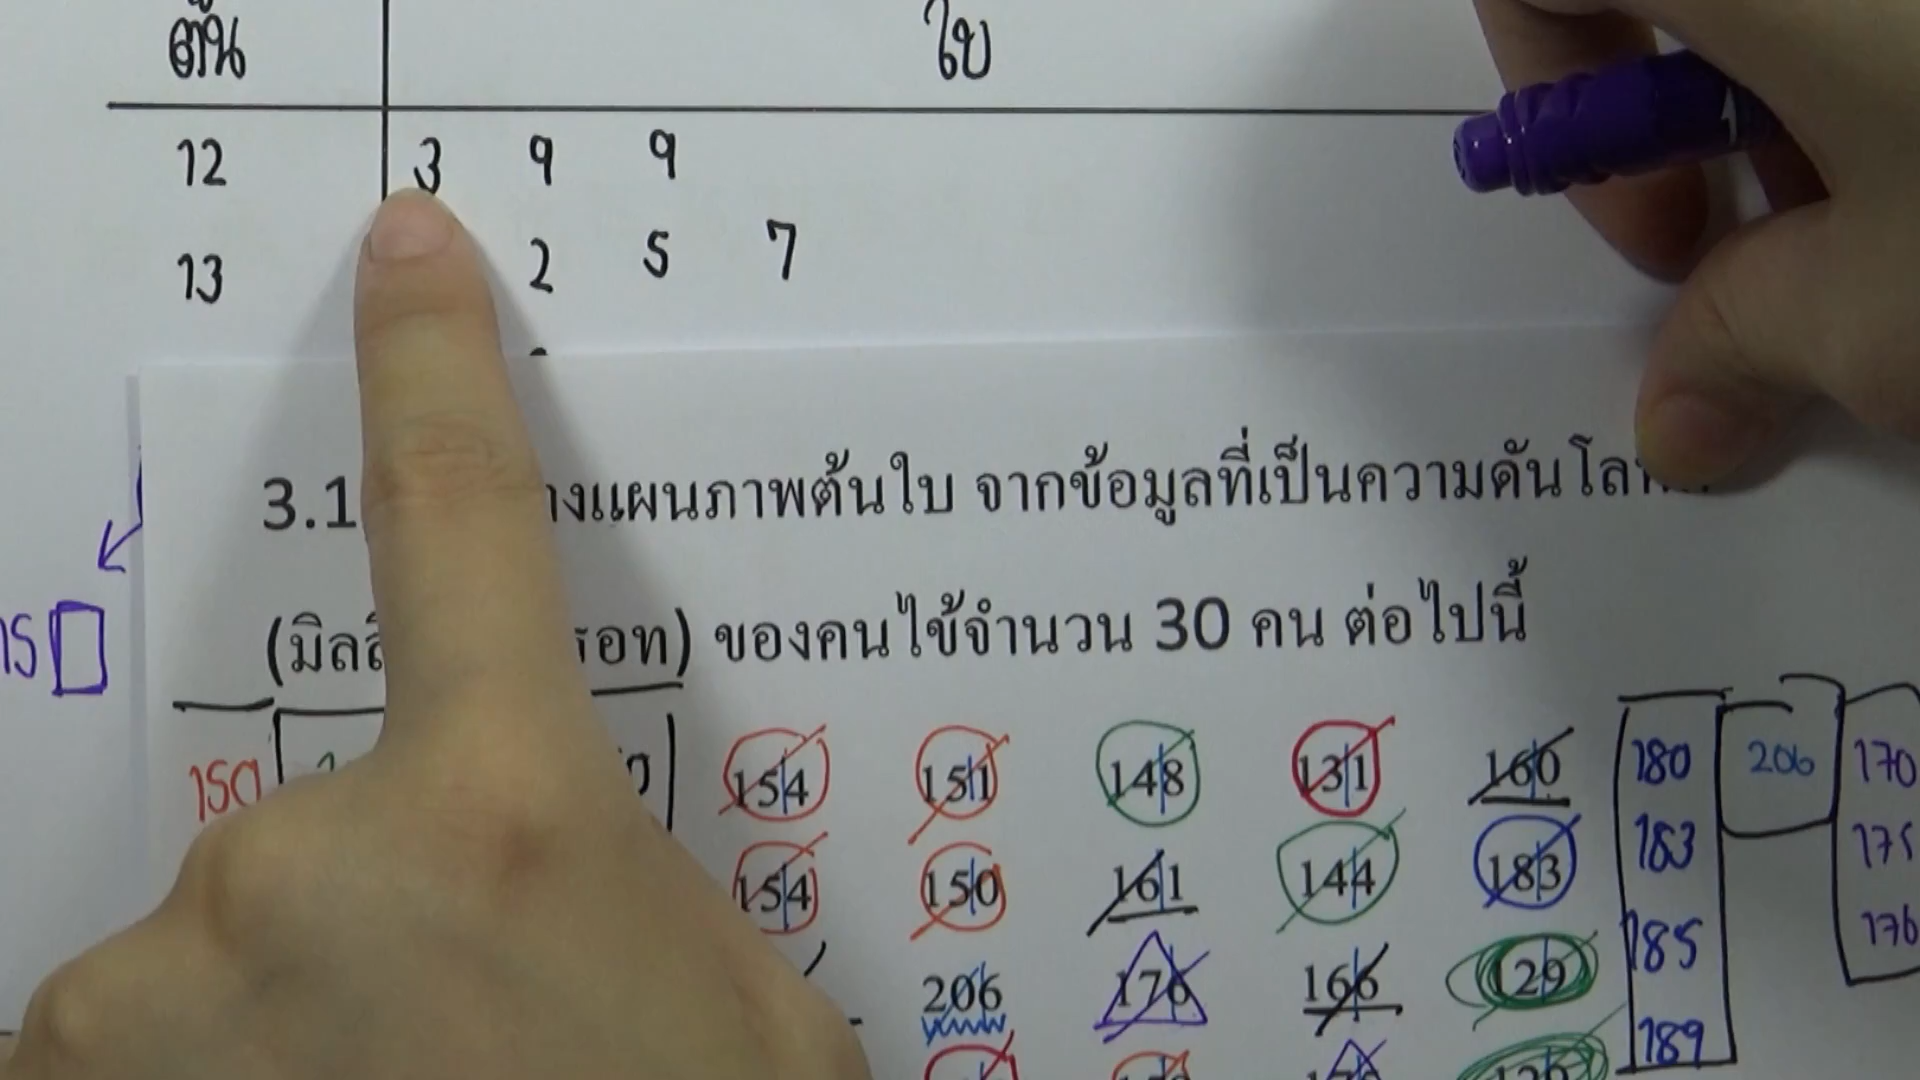 ต้น ใบ
12 3 9 9
13 2 5 7
3.1 างแผนภาพต้นใบ จากข้อมูลที่เป็นความดันโล
(มิลลิ รอท) ของคนไข้จำนวน 30 คน ต่อไปนี้
15
150 154 151 148 131 160 180 206 170
154 150 161 144 183 183 175
206 176 166 129 185 176
189